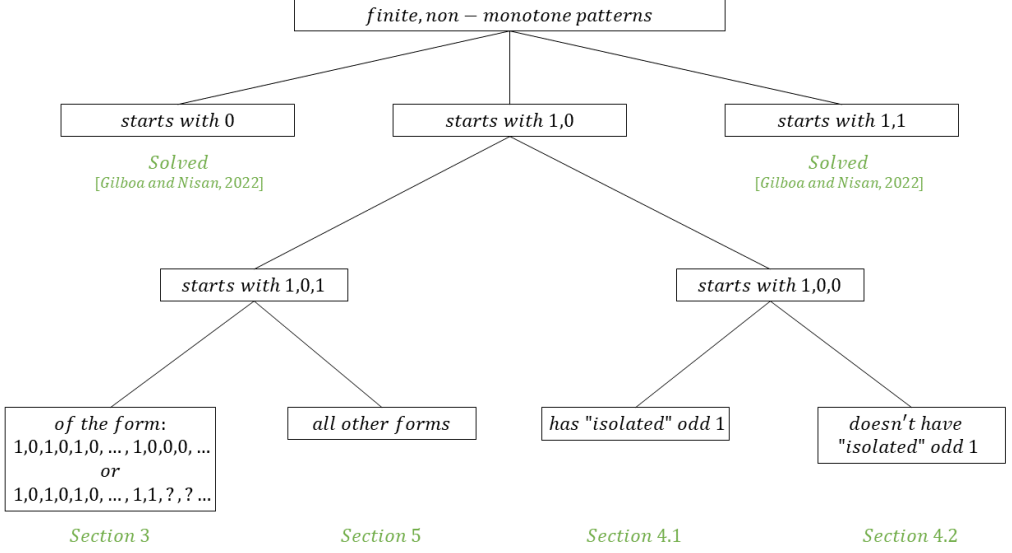 finite, non − monotone patterns
starts with 0
starts with 1,0
starts with 1,1
Solved
[Gilboa and Nisan, 2022]
Solved
[Gilboa and Nisan, 2022]
starts with 1,0,1
starts with 1,0,0
of the form:
1,0,1,0,1,0, … , 1,0,0,0, …
or
1,0,1,0,1,0, … , 1,1, ? , ? …
all other forms
has "isolated" odd 1
doesn't have
"isolated" odd 1
Section 3
Section 5
Section 4.1
Section 4.2